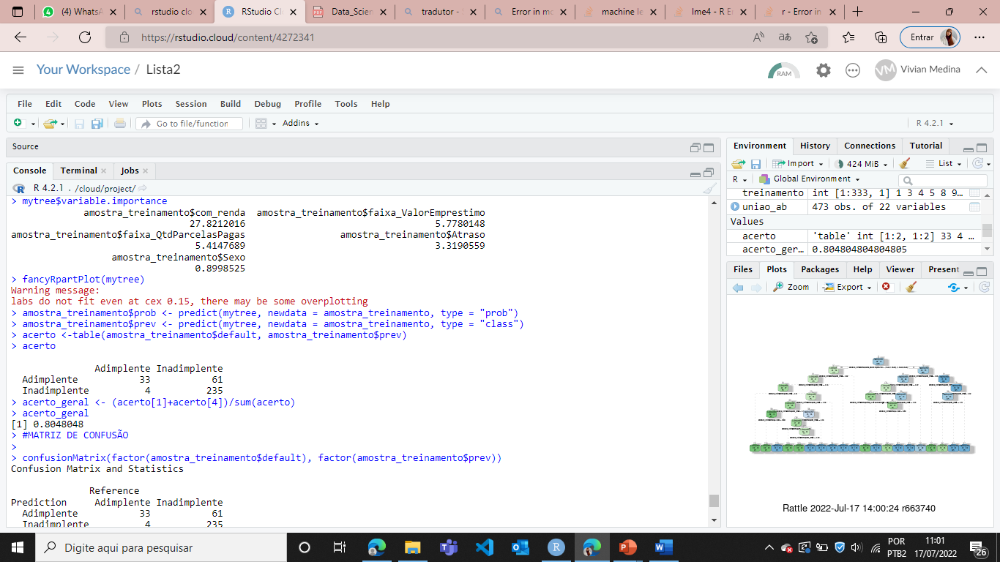 (4) WhatsA
rstudio clo
RStudio Clo
Data_Scien
tradutor -
Error in mo
machine le
lme4 - R E
r - Error in
https://rstudio.cloud/content/4272341
Entrar
Your Workspace / Lista2
RAM
VM
Vivian Medina
File Edit Code View Plots Session Build Debug Profile Tools Help
Go to file/function
Addins
R 4.2.1
Source
Console Terminal Jobs
R 4.2.1 . /cloud/project/
> mytree$variable.importance
amostra_treinamento$com_renda amostra_treinamento$faixa_ValorEmprestimo
27.8212016 5.7780148
amostra_treinamento$faixa_QtdParcelasPagas amostra_treinamento$Atraso
5.4147689 3.3190559
amostra_treinamento$Sexo
0.8998525
> fancyRpartPlot(mytree)
Warning message:
labs do not fit even at cex 0.15, there may be some overplotting
> amostra_treinamento$prob <- predict(mytree, newdata = amostra_treinamento, type = "prob")
> amostra_treinamento$prev <- predict(mytree, newdata = amostra_treinamento, type = "class")
> acerto <-table(amostra_treinamento$default, amostra_treinamento$prev)
> acerto
Adimplente Inadimplente
Adimplente 33 61
Inadimplente 4 235
> acerto_geral <- (acerto[1]+acerto[4])/sum(acerto)
> acerto_geral
[1] 0.8048048
> #MATRIZ DE CONFUSÃO
>
> confusionMatrix(factor(amostra_treinamento$default), factor(amostra_treinamento$prev))
Confusion Matrix and Statistics
Reference
Prediction Adimplente Inadimplente
Adimplente 33 61
Inadimplente 4 235
Environment History Connections Tutorial
Import 424 MiB List
R Global Environment
treinamento int [1:333, 1] 1 3 4 5 8 9…
uniao_ab 473 obs. of 22 variables
Values
acerto 'table' int [1:2, 1:2] 33 4 …
acerto_ger… 0.804804804804805
Files Plots Packages Help Viewer Present
Zoom Export
Rattle 2022-Jul-17 14:00:24 r663740
Digite aqui para pesquisar
POR
PTB2
11:01
17/07/2022
26